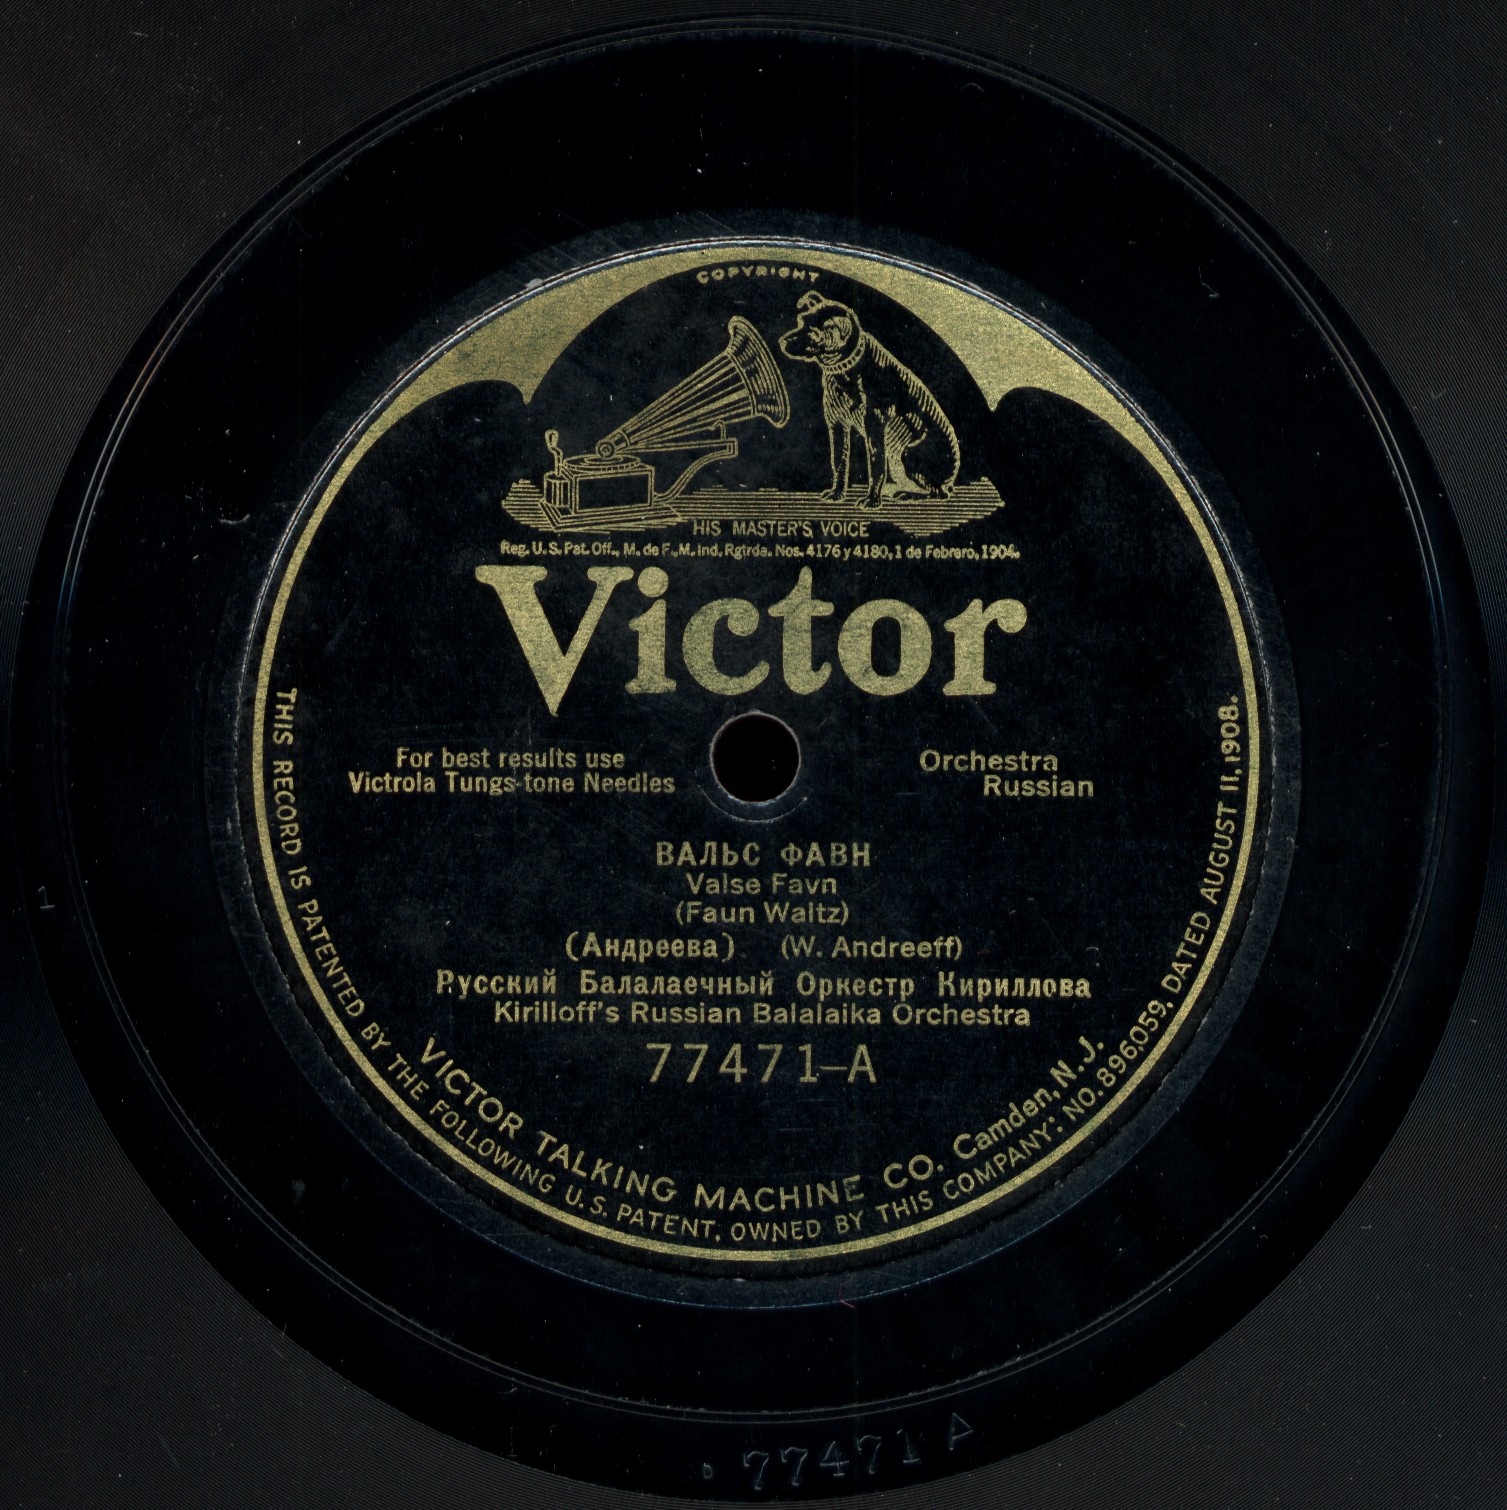 COPYRIGHT
HIS MASTER'S VOICE
Reg. U. S. Pat. Off., M. de F., M. Ind. Rgtrda. Nos. 4176 y 4180, 1 de Febrero, 1904.
Victor
For best results use
Victrola Tungs-tone Needles
Orchestra
Russian
ВАЛЬС ФАВН
Valse Favn
(Faun Waltz)
(Андреева) (W. Andreeff)
Русский Балалаечный Оркестр Кириллова
Kirilloff's Russian Balalaika Orchestra
77471-A
VICTOR TALKING MACHINE CO. Camden, N. J.
THIS RECORD IS PATENTED BY THE FOLLOWING U.S. PATENT, OWNED BY THIS COMPANY: NO. 896,059, DATED AUGUST 11, 1908.
77471 A
1